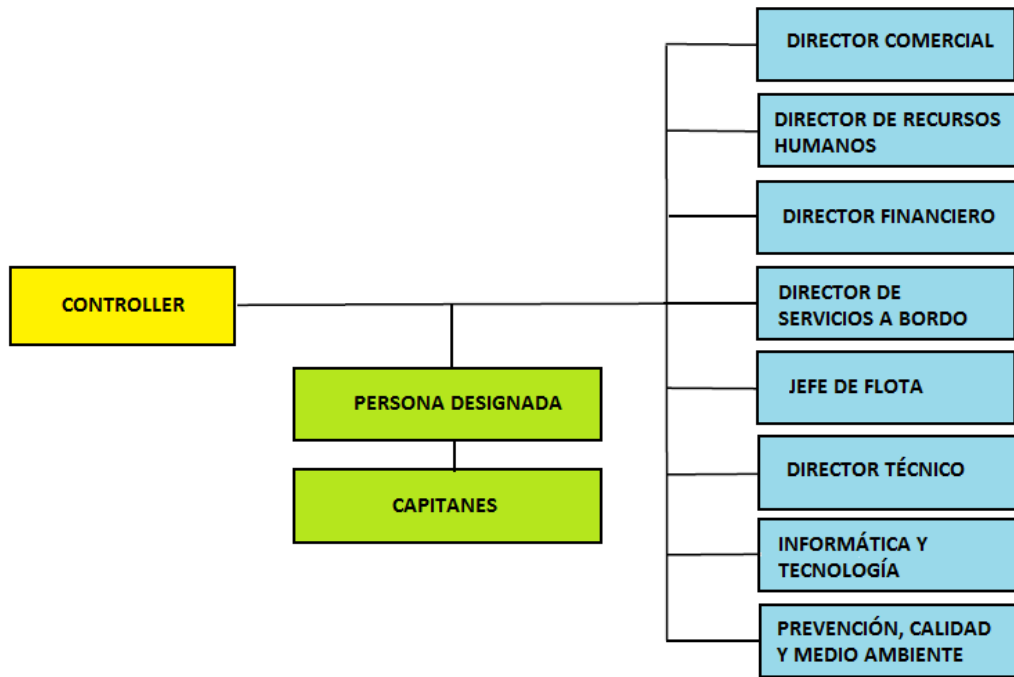 CONTROLLER
PERSONA DESIGNADA
CAPITANES
DIRECTOR COMERCIAL
DIRECTOR DE RECURSOS
HUMANOS
DIRECTOR FINANCIERO
DIRECTOR DE
SERVICIOS A BORDO
JEFE DE FLOTA
DIRECTOR TÉCNICO
INFORMÁTICA Y
TECNOLOGÍA
PREVENCIÓN, CALIDAD
Y MEDIO AMBIENTE